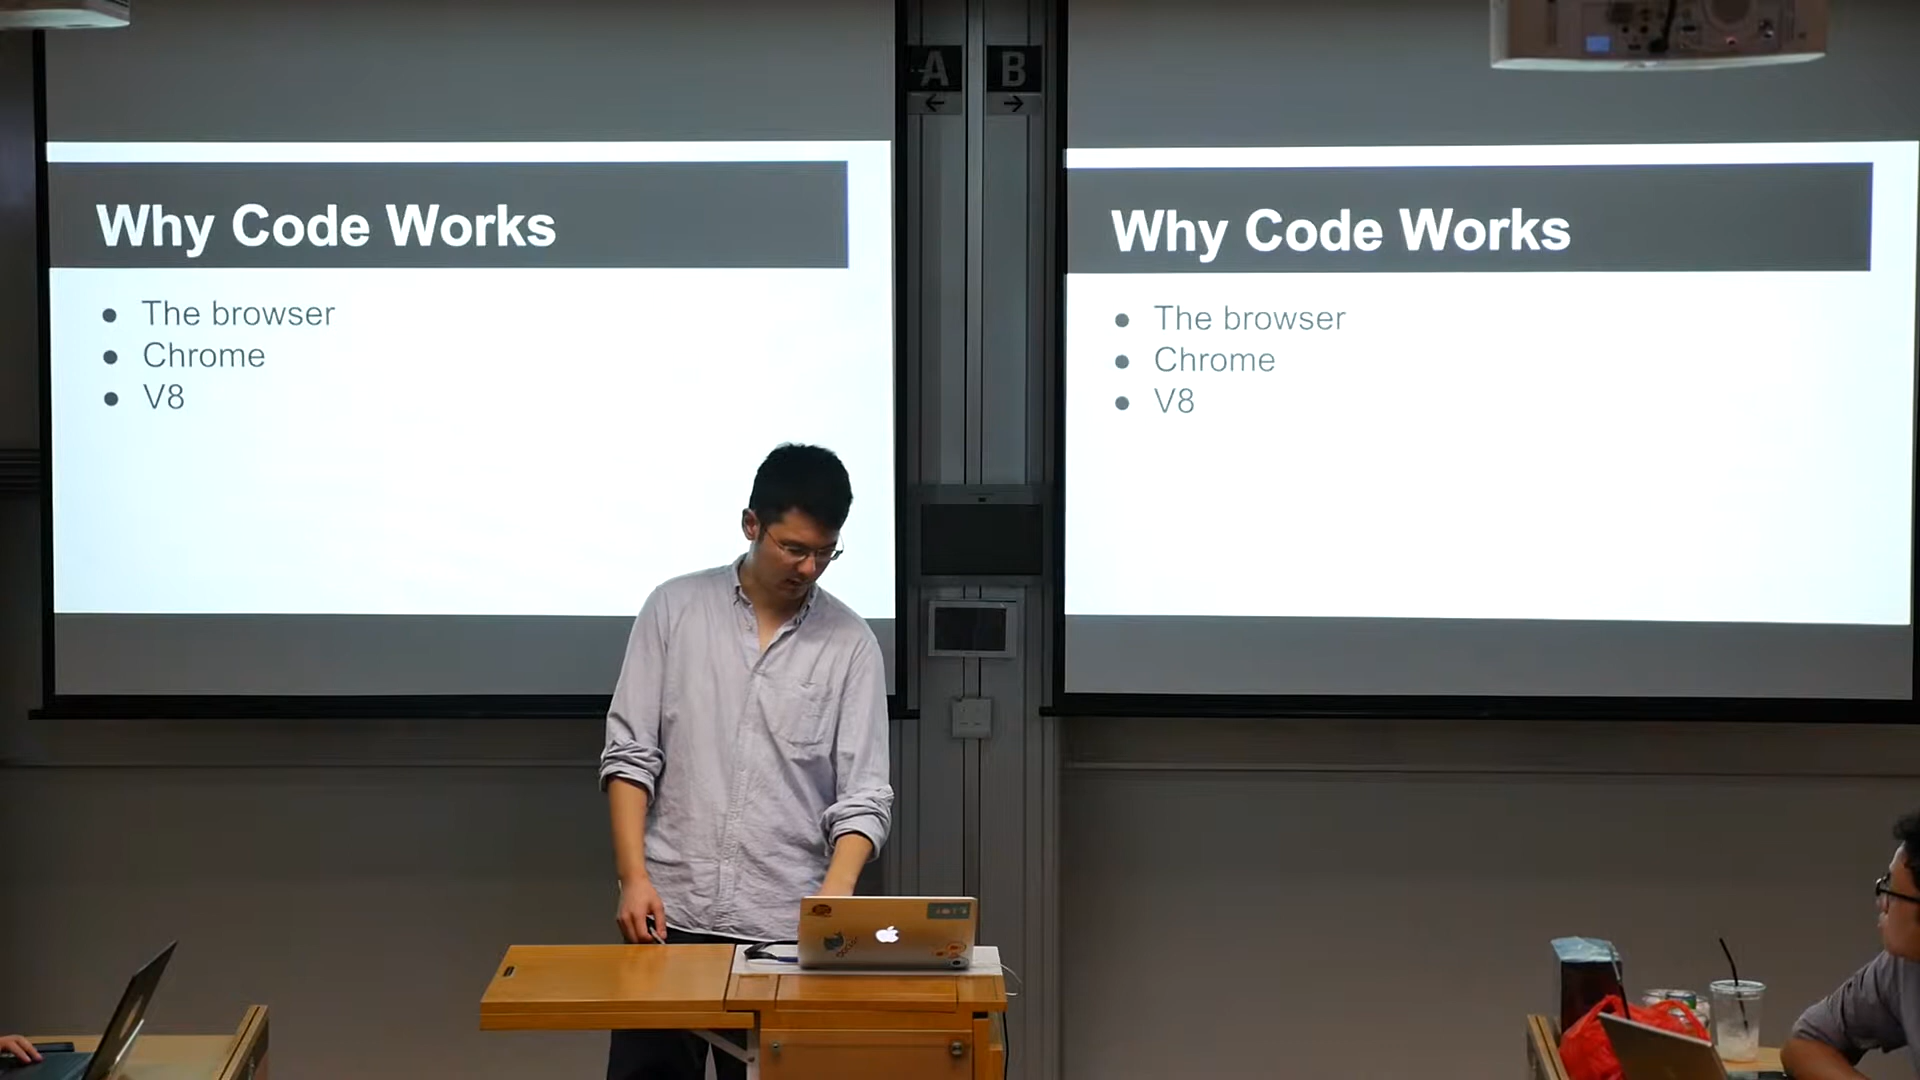 A B
← →
Why Code Works
● The browser
● Chrome
● V8
Why Code Works
● The browser
● Chrome
● V8